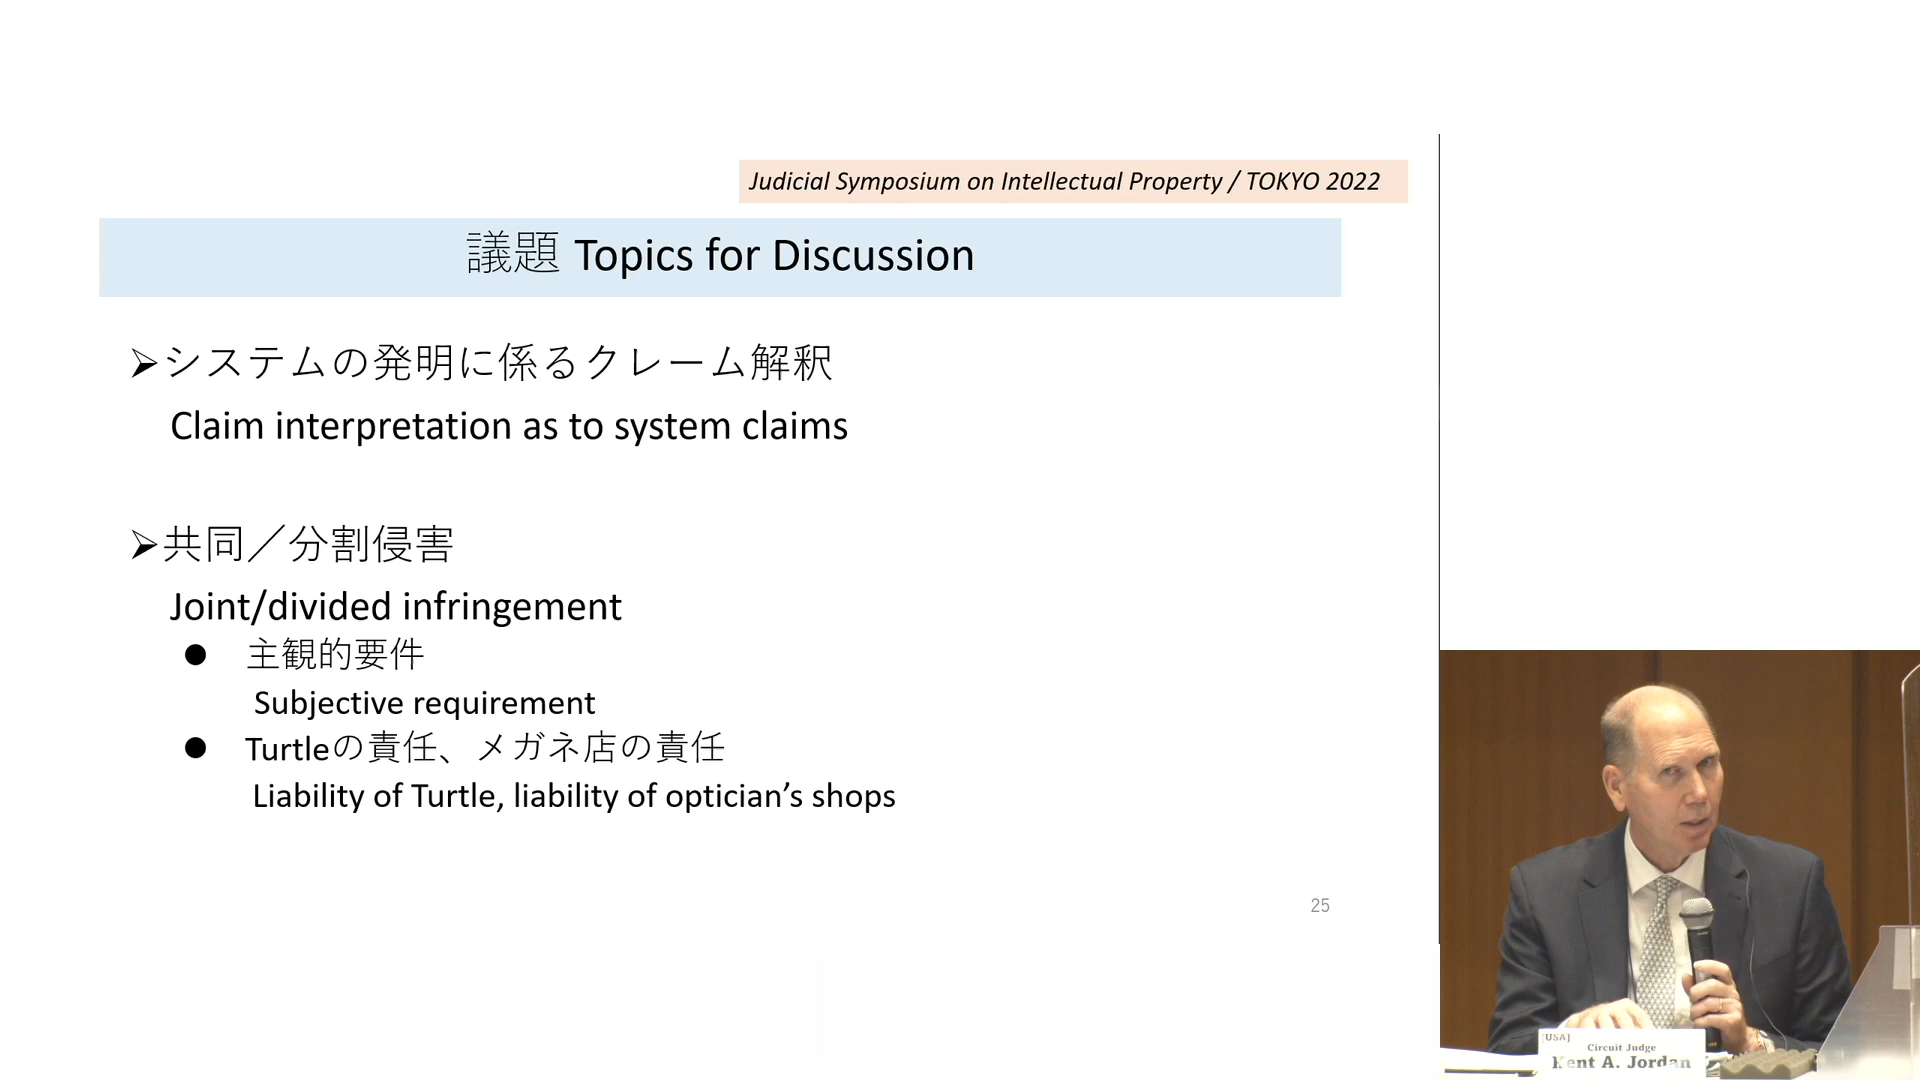 Judicial Symposium on Intellectual Property / TOKYO 2022
議題 Topics for Discussion
➢システムの発明に係るクレーム解釈
Claim interpretation as to system claims
➢共同／分割侵害
Joint/divided infringement
● 主観的要件
Subjective requirement
● Turtleの責任、メガネ店の責任
Liability of Turtle, liability of optician’s shops
25
[USA]
Circuit Judge
Kent A. Jordan